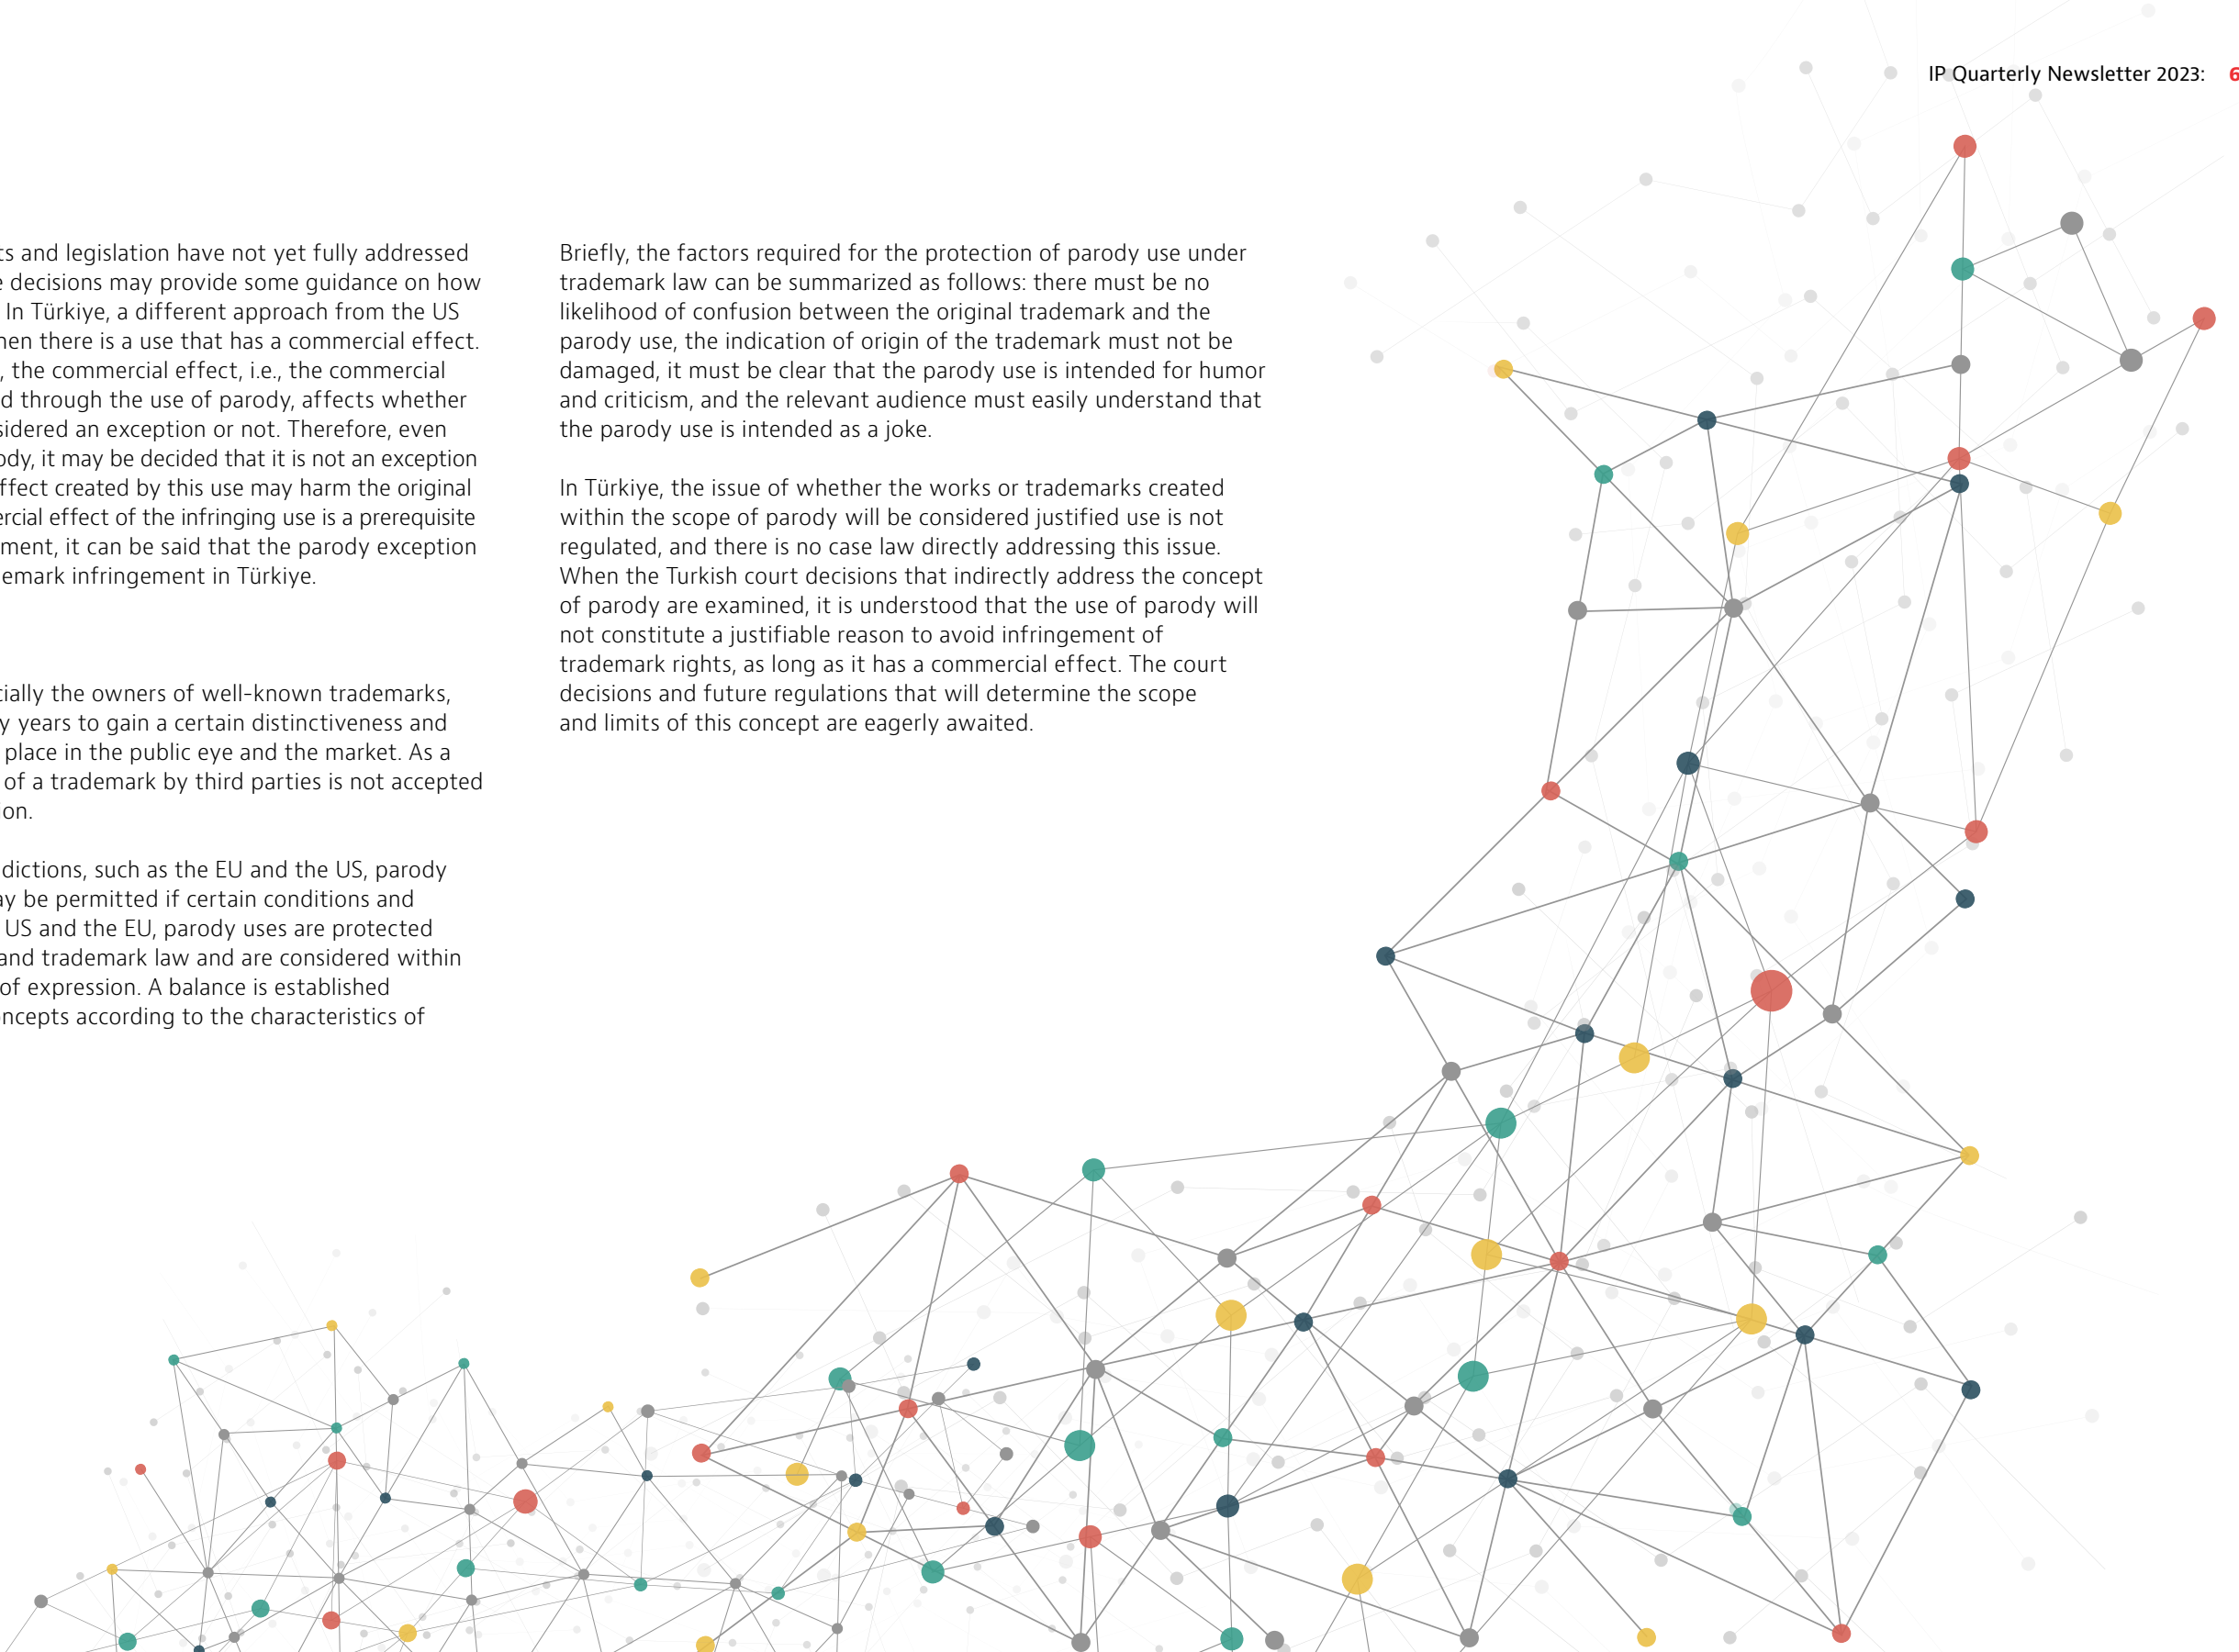 IP Quarterly Newsletter 2023: 6
and legislation have not yet fully addressed
decisions may provide some guidance on how
In Türkiye, a different approach from the US
there is a use that has a commercial effect.
, the commercial effect, i.e., the commercial
through the use of parody, affects whether
an exception or not. Therefore, even
, it may be decided that it is not an exception
created by this use may harm the original
effect of the infringing use is a prerequisite
, it can be said that the parody exception
infringement in Türkiye.
the owners of well-known trademarks,
years to gain a certain distinctiveness and
place in the public eye and the market. As a
of a trademark by third parties is not accepted
, such as the EU and the US, parody
be permitted if certain conditions and
US and the EU, parody uses are protected
and trademark law and are considered within
of expression. A balance is established
according to the characteristics of
Briefly, the factors required for the protection of parody use under
trademark law can be summarized as follows: there must be no
likelihood of confusion between the original trademark and the
parody use, the indication of origin of the trademark must not be
damaged, it must be clear that the parody use is intended for humor
and criticism, and the relevant audience must easily understand that
the parody use is intended as a joke.
In Türkiye, the issue of whether the works or trademarks created
within the scope of parody will be considered justified use is not
regulated, and there is no case law directly addressing this issue.
When the Turkish court decisions that indirectly address the concept
of parody are examined, it is understood that the use of parody will
not constitute a justifiable reason to avoid infringement of
trademark rights, as long as it has a commercial effect. The court
decisions and future regulations that will determine the scope
and limits of this concept are eagerly awaited.